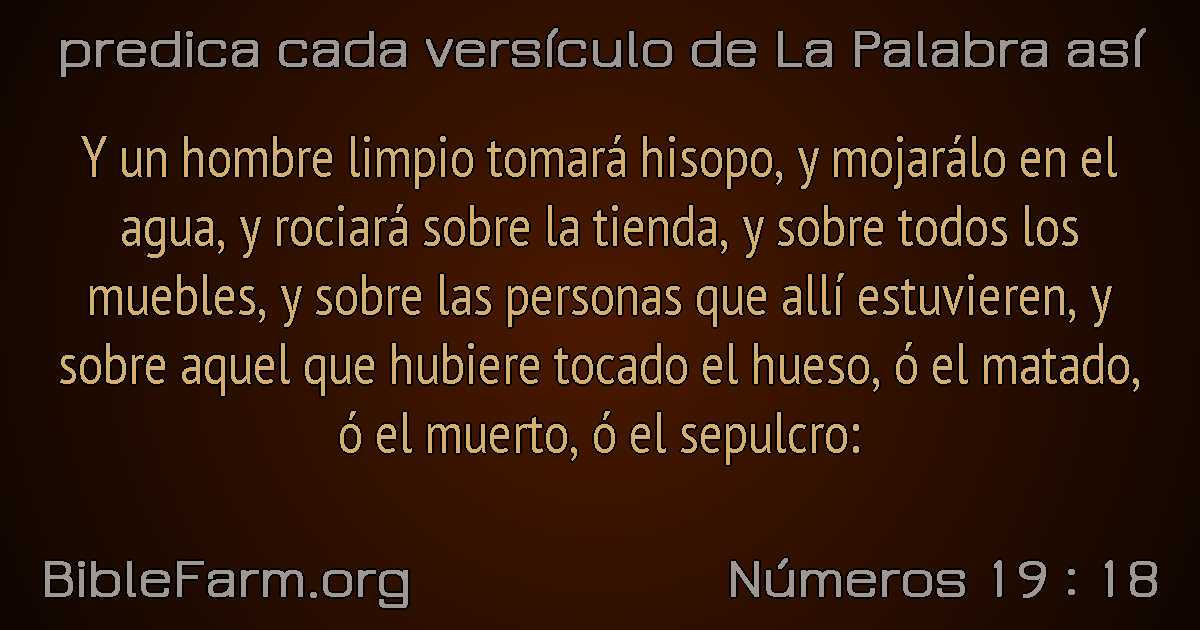 predica cada versículo de La Palabra así
Y un hombre limpio tomará hisopo, y mojarálo en el
agua, y rociará sobre la tienda, y sobre todos los
muebles, y sobre las personas que allí estuvieren, y
sobre aquel que hubiere tocado el hueso, ó el matado,
ó el muerto, ó el sepulcro:
BibleFarm.org
Números 19 : 18